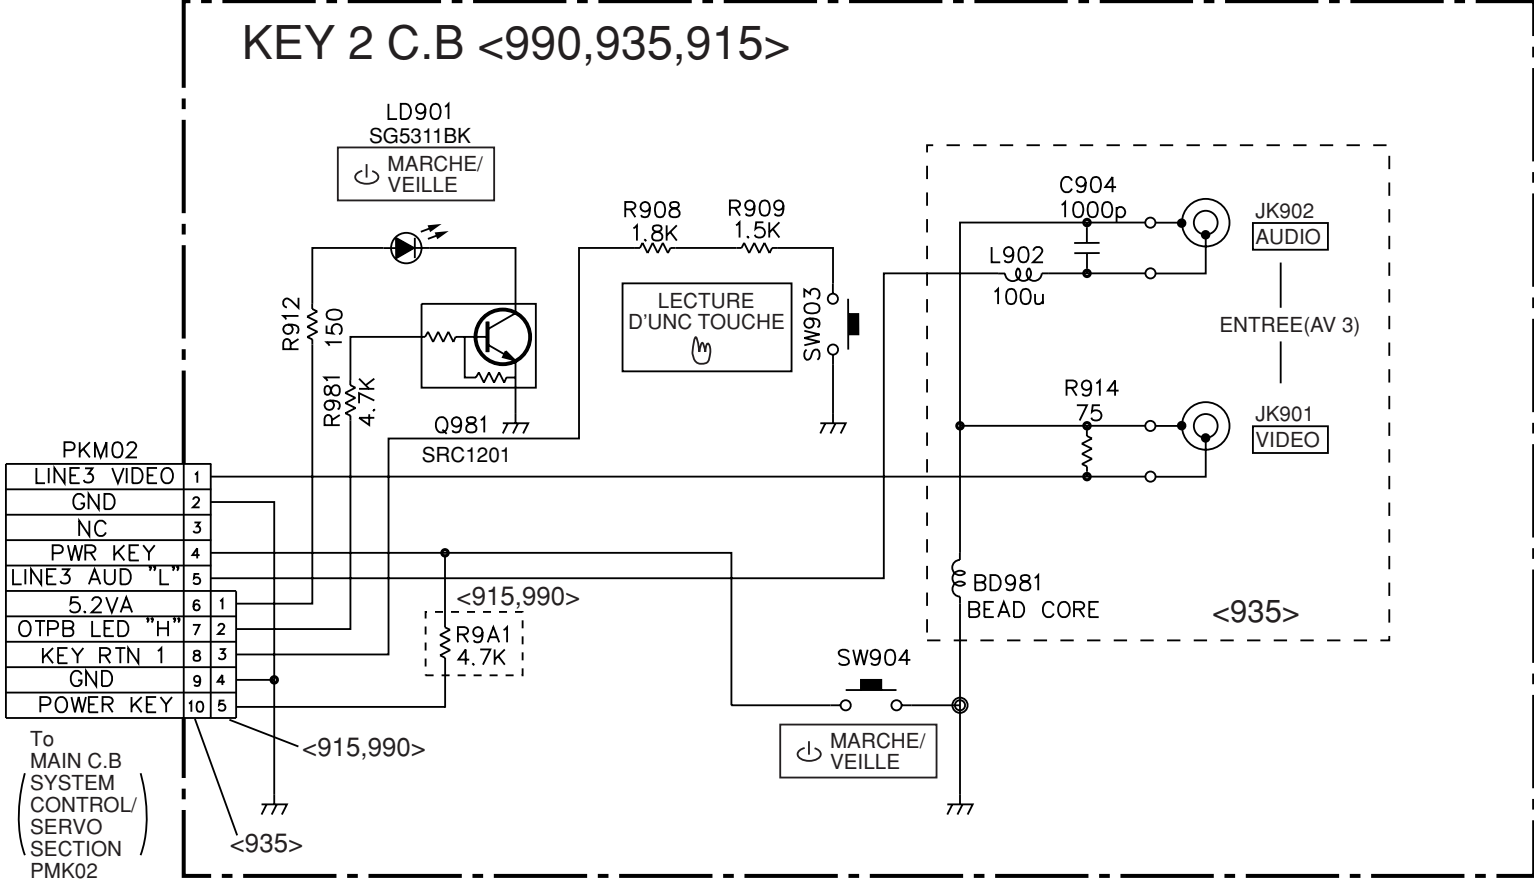 KEY 2 C.B <990,935,915>
LD901
SG5311BK
MARCHE/
VEILLE
R912
150
R981
4.7K
Q981
SRC1201
R908
1.8K
R909
1.5K
LECTURE
D'UNC TOUCHE
SW903
C904
1000p
L902
100u
JK902
AUDIO
ENTREE(AV 3)
R914
75
JK901
VIDEO
BD981
BEAD CORE
<935>
PKM02
LINE3 VIDEO 1
GND 2
NC 3
PWR KEY 4
LINE3 AUD "L" 5
5.2VA 6 1
OTPB LED "H" 7 2
KEY RTN 1 8 3
GND 9 4
POWER KEY 10 5
<915,990>
R9A1
4.7K
SW904
MARCHE/
VEILLE
<915,990>
<935>
To
MAIN C.B
SYSTEM
CONTROL/
SERVO
SECTION
PMK02